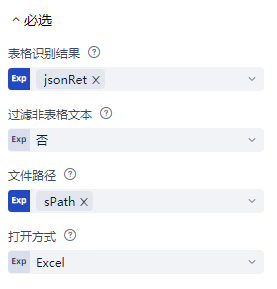 必选
表格识别结果 ?
Exp jsonRet ×
过滤非表格文本 ?
Exp 否
文件路径 ?
Exp sPath ×
打开方式 ?
Exp Excel